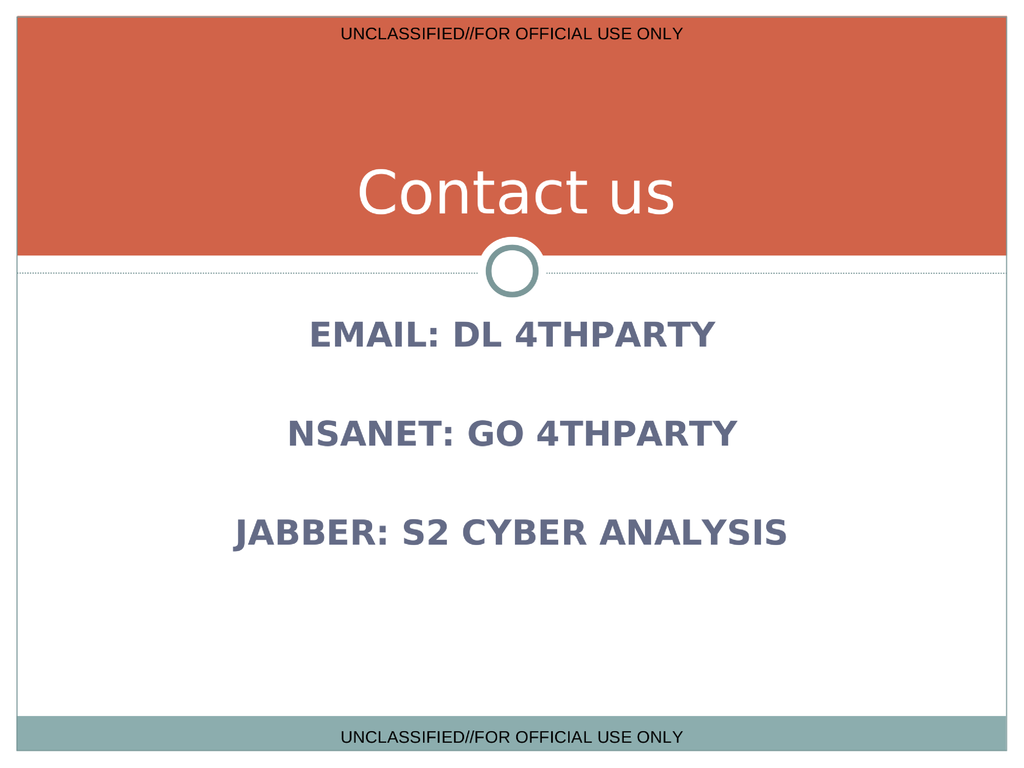 UNCLASSIFIED//FOR OFFICIAL USE ONLY
Contact us
EMAIL: DL 4THPARTY
NSANET: GO 4THPARTY
JABBER: S2 CYBER ANALYSIS
UNCLASSIFIED//FOR OFFICIAL USE ONLY